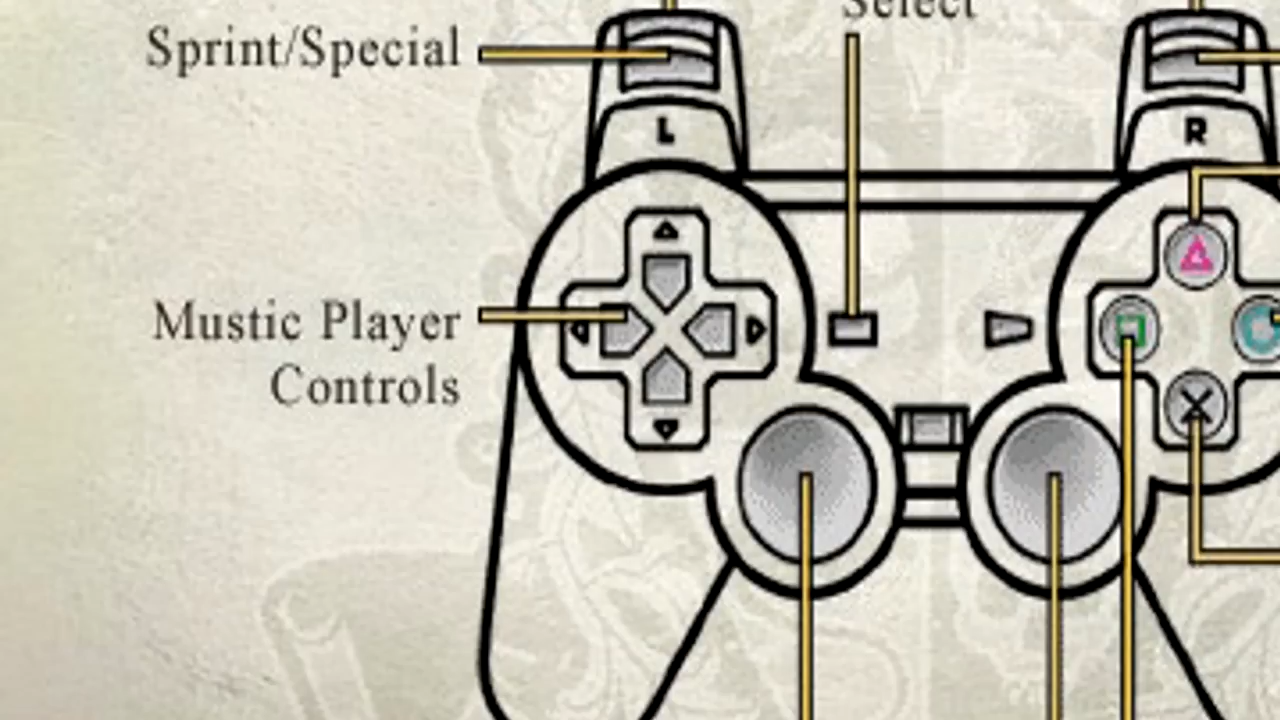 Select
Sprint/Special
L
R
Mustic Player
Controls